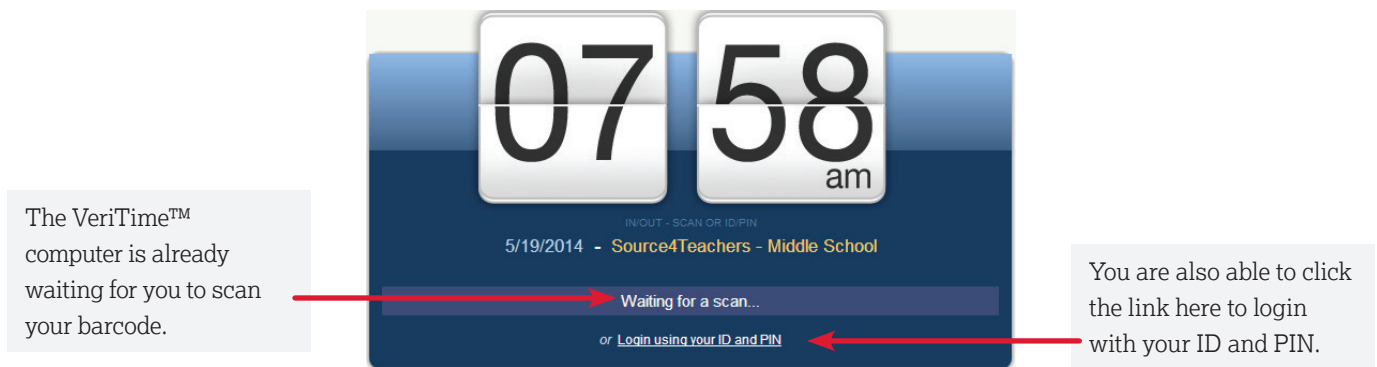 07 58
am
IN/OUT - SCAN OR ID/PIN
5/19/2014 - Source4Teachers - Middle School
The VeriTime™
computer is already
waiting for you to scan
your barcode.
Waiting for a scan...
or Login using your ID and PIN
You are also able to click
the link here to login
with your ID and PIN.